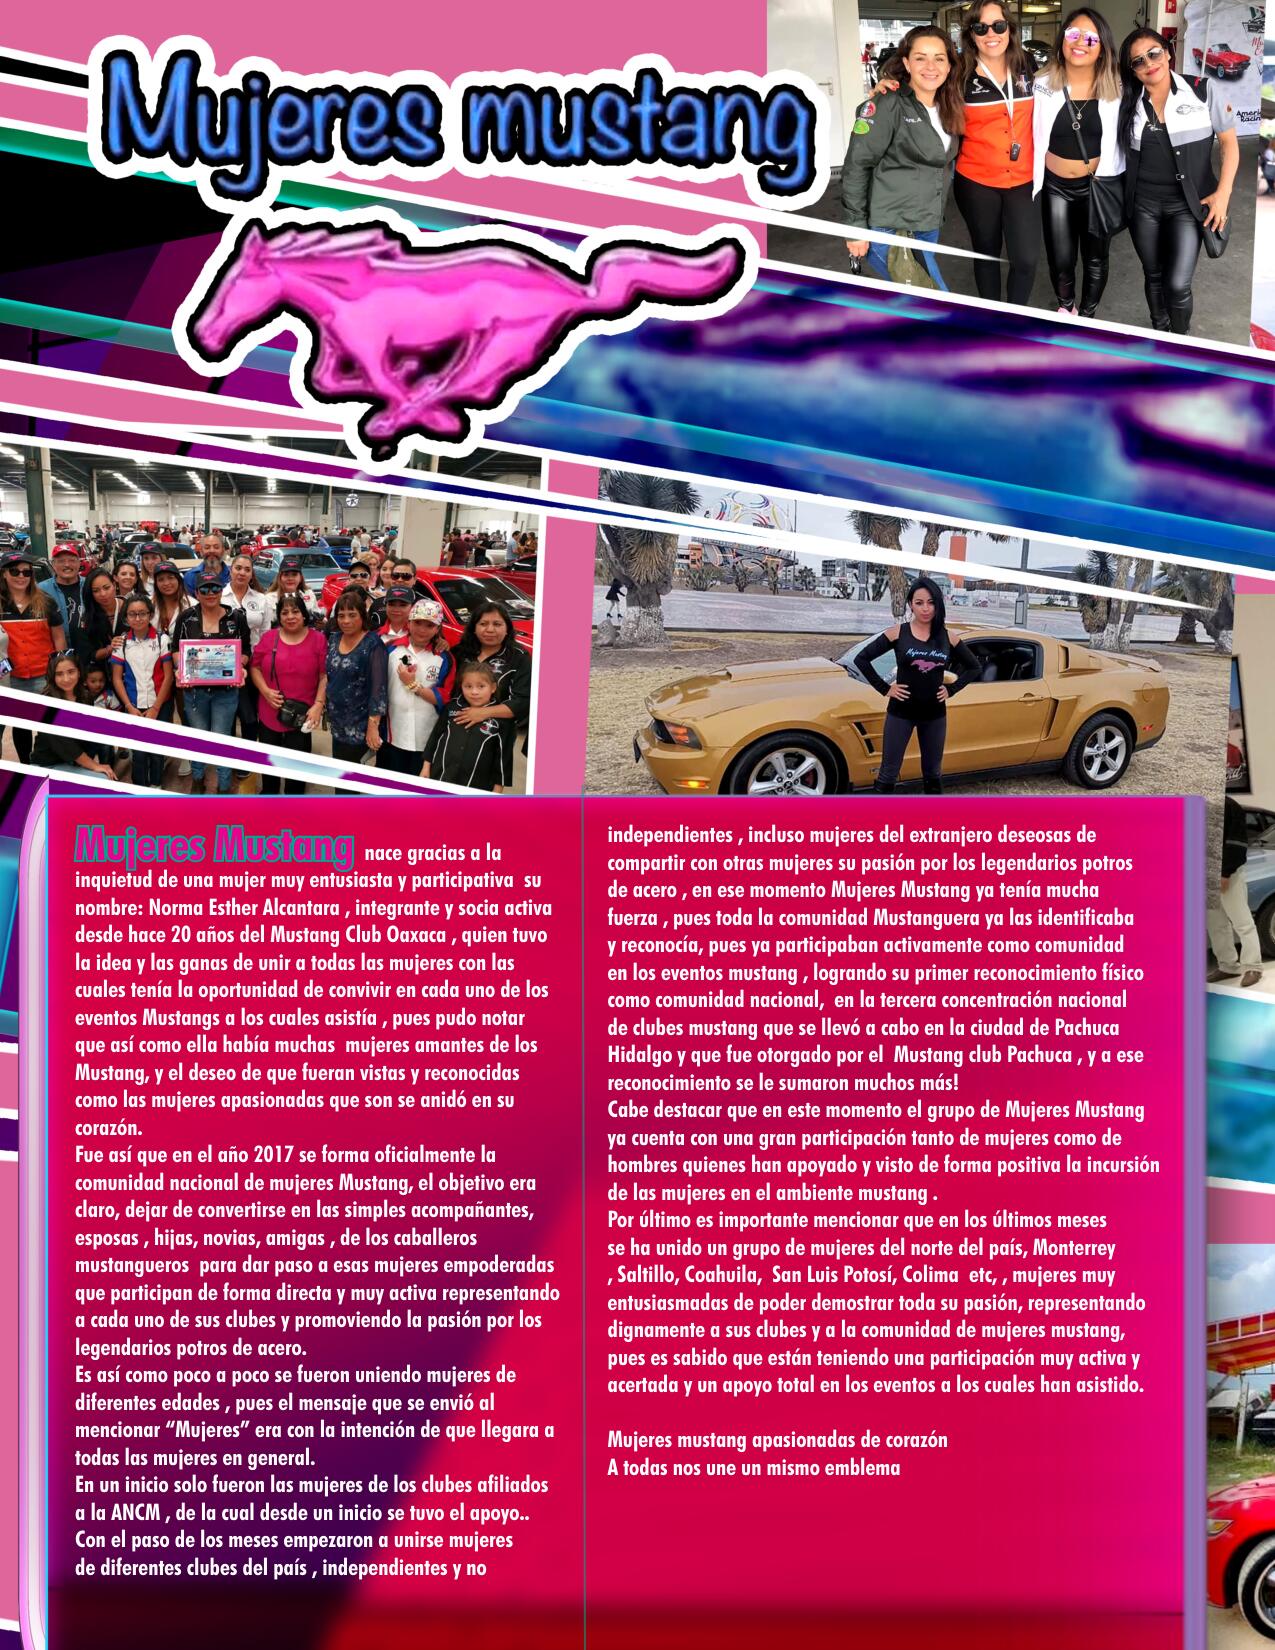 Mujeres mustang
Mujeres Mustang
Mujeres Mustang nace gracias a la
inquietud de una mujer muy entusiasta y participativa su
nombre: Norma Esther Alcantara , integrante y socia activa
desde hace 20 años del Mustang Club Oaxaca , quien tuvo
la idea y las ganas de unir a todas las mujeres con las
cuales tenía la oportunidad de convivir en cada uno de los
eventos Mustangs a los cuales asistía , pues pudo notar
que así como ella había muchas mujeres amantes de los
Mustang, y el deseo de que fueran vistas y reconocidas
como las mujeres apasionadas que son se anidó en su
corazón.
Fue así que en el año 2017 se forma oficialmente la
comunidad nacional de mujeres Mustang, el objetivo era
claro, dejar de convertirse en las simples acompañantes,
esposas , hijas, novias, amigas , de los caballeros
mustangueros para dar paso a esas mujeres empoderadas
que participan de forma directa y muy activa representando
a cada uno de sus clubes y promoviendo la pasión por los
legendarios potros de acero.
Es así como poco a poco se fueron uniendo mujeres de
diferentes edades , pues el mensaje que se envió al
mencionar “Mujeres” era con la intención de que llegara a
todas las mujeres en general.
En un inicio solo fueron las mujeres de los clubes afiliados
a la ANCM , de la cual desde un inicio se tuvo el apoyo..
Con el paso de los meses empezaron a unirse mujeres
de diferentes clubes del país , independientes y no
independientes , incluso mujeres del extranjero deseosas de
compartir con otras mujeres su pasión por los legendarios potros
de acero , en ese momento Mujeres Mustang ya tenía mucha
fuerza , pues toda la comunidad Mustanguera ya las identificaba
y reconocía, pues ya participaban activamente como comunidad
en los eventos mustang , logrando su primer reconocimiento físico
como comunidad nacional, en la tercera concentración nacional
de clubes mustang que se llevó a cabo en la ciudad de Pachuca
Hidalgo y que fue otorgado por el Mustang club Pachuca , y a ese
reconocimiento se le sumaron muchos más!
Cabe destacar que en este momento el grupo de Mujeres Mustang
ya cuenta con una gran participación tanto de mujeres como de
hombres quienes han apoyado y visto de forma positiva la incursión
de las mujeres en el ambiente mustang .
Por último es importante mencionar que en los últimos meses
se ha unido un grupo de mujeres del norte del país, Monterrey
, Saltillo, Coahuila, San Luis Potosí, Colima etc, , mujeres muy
entusiasmadas de poder demostrar toda su pasión, representando
dignamente a sus clubes y a la comunidad de mujeres mustang,
pues es sabido que están teniendo una participación muy activa y
acertada y un apoyo total en los eventos a los cuales han asistido.
Mujeres mustang apasionadas de corazón
A todas nos une un mismo emblema